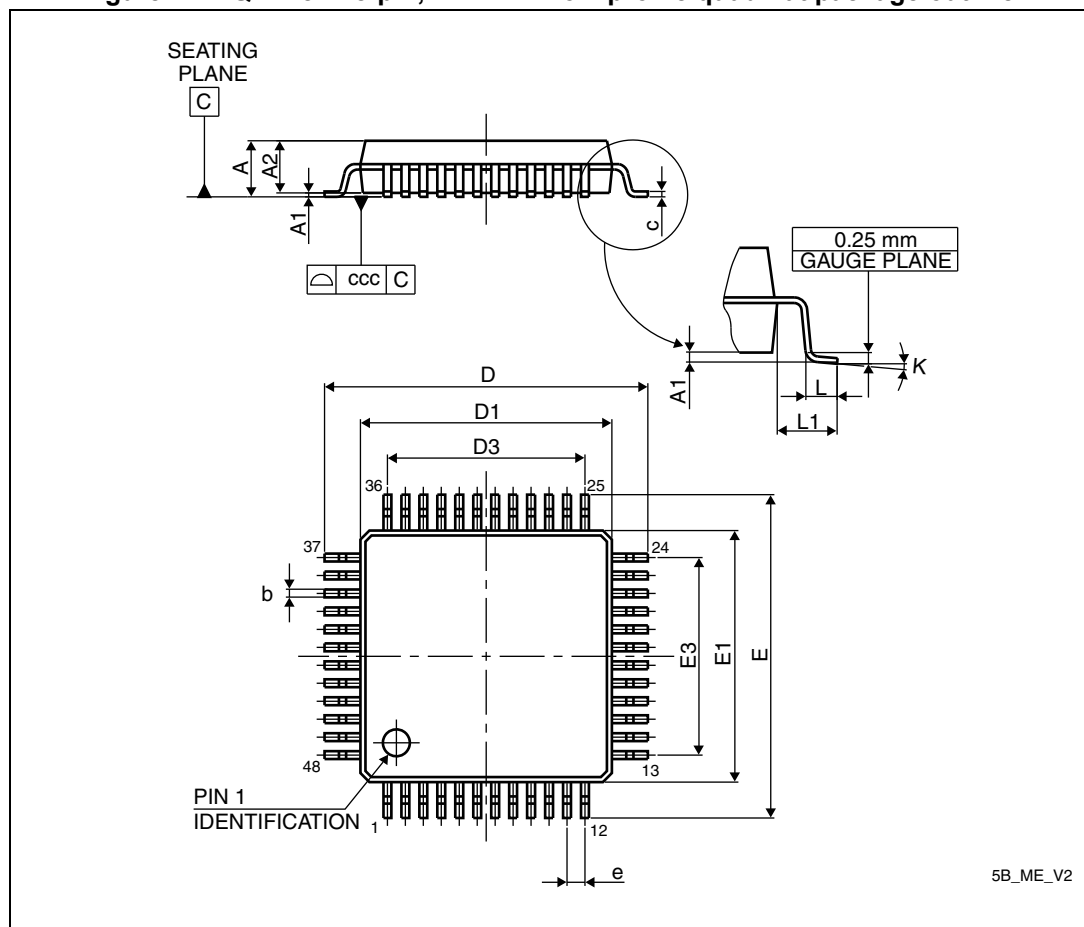 SEATING
PLANE
C
A
A2
A1
c
ccc C
0.25 mm
GAUGE PLANE
A1
K
L
L1
D
D1
D3
36
25
37
24
b
E3
E1
E
48
13
PIN 1
IDENTIFICATION
1
12
e
5B_ME_V2